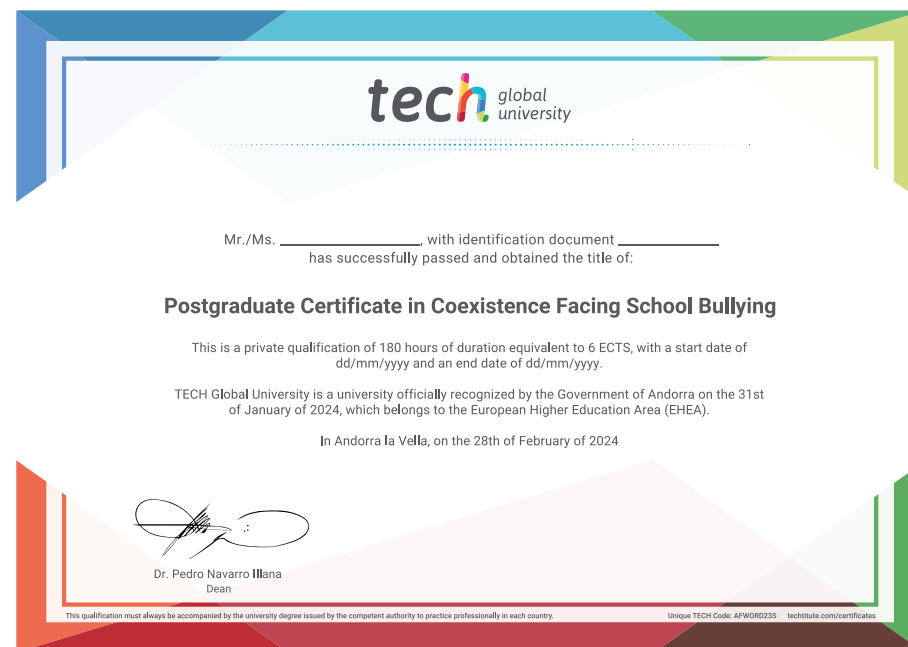 tech global university
Mr./Ms. ____________, with identification document ____________
has successfully passed and obtained the title of:
Postgraduate Certificate in Coexistence Facing School Bullying
This is a private qualification of 180 hours of duration equivalent to 6 ECTS, with a start date of
dd/mm/yyyy and an end date of dd/mm/yyyy.
TECH Global University is a university officially recognized by the Government of Andorra on the 31st
of January of 2024, which belongs to the European Higher Education Area (EHEA).
In Andorra la Vella, on the 28th of February of 2024
Dr. Pedro Navarro Illana
Dean
This qualification must always be accompanied by the university degree issued by the competent authority to practice professionally in each country.
Unique TECH Code: AFWORD23S techtitute.com/certificates